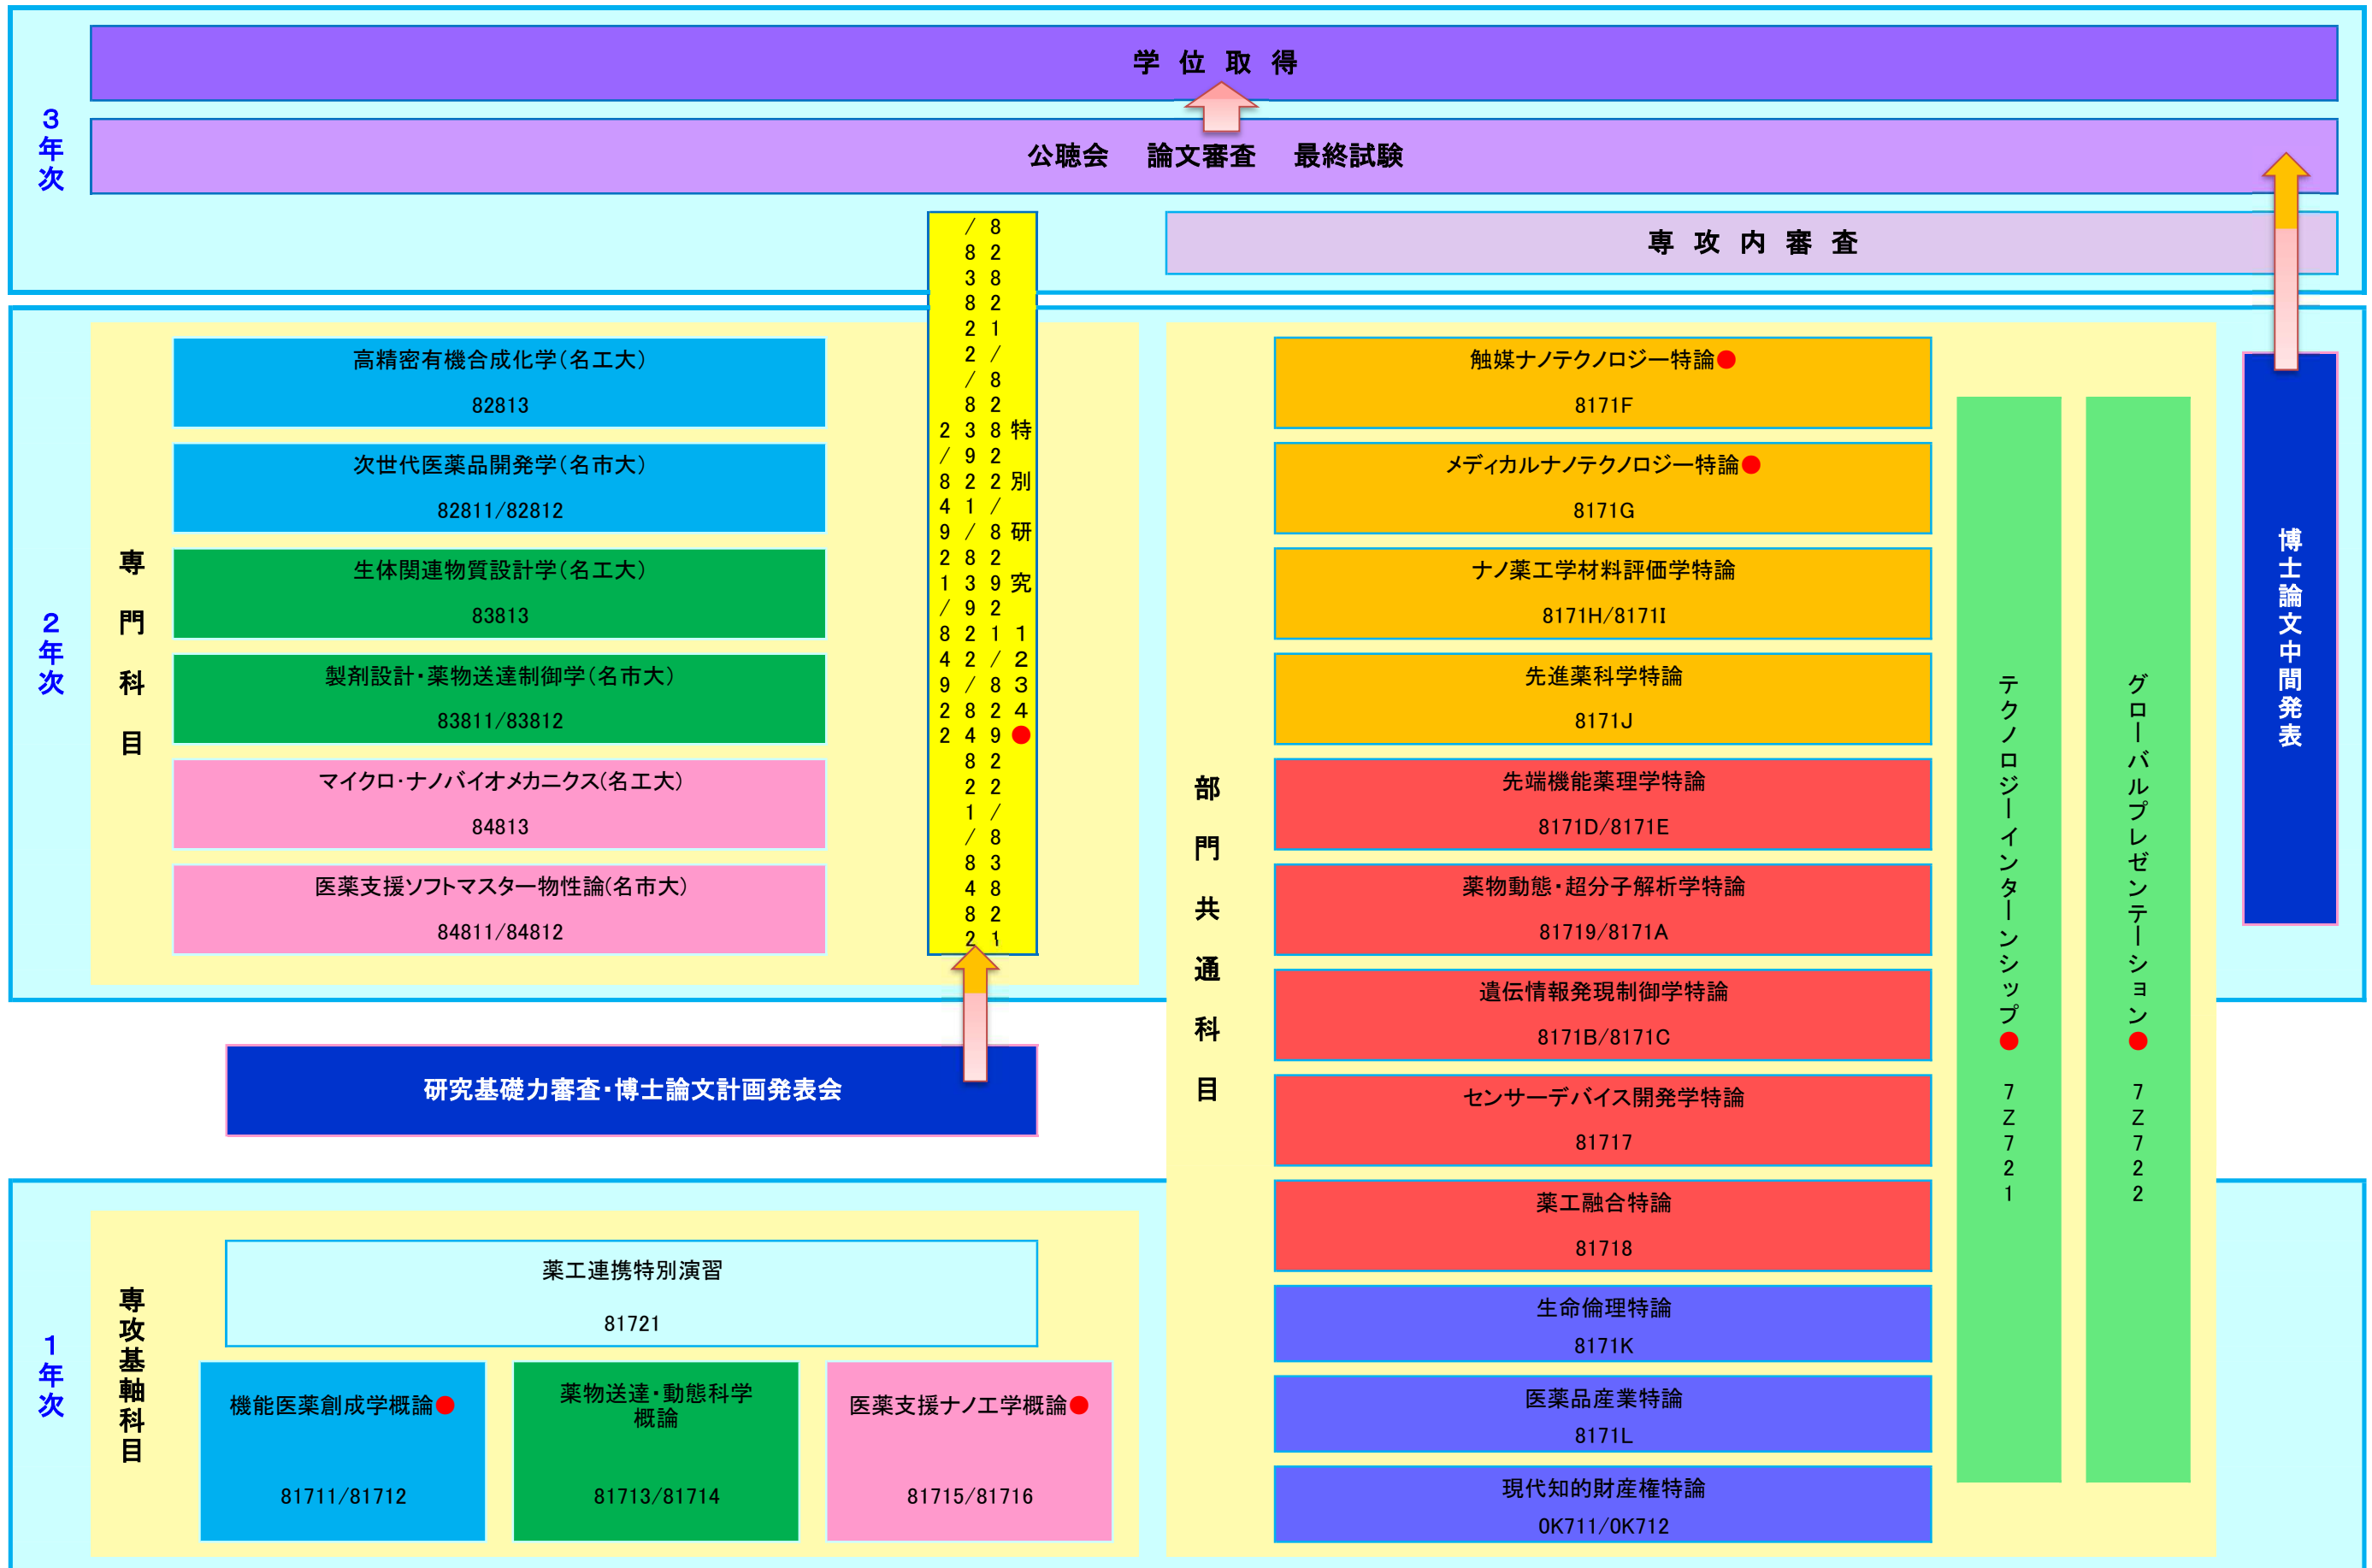 学 位 取 得
3年次
公聴会 論文審査 最終試験
専 攻 内 審 査
2年次
専門科目
高精密有機合成化学(名工大)
82813
次世代医薬品開発学(名市大)
82811/82812
生体関連物質設計学(名工大)
83813
製剤設計・薬物送達制御学(名市大)
83811/83812
マイクロ・ナノバイオメカニクス(名工大)
84813
医薬支援ソフトマスター物性論(名市大)
84811/84812
特別研究1234●
82821/82822/82921/82922/83821
/83822/83921/83922/84821/8482
2/84921/84922
部門共通科目
触媒ナノテクノロジー特論●
8171F
メディカルナノテクノロジー特論●
8171G
ナノ薬工学材料評価学特論
8171H/8171I
先進薬科学特論
8171J
先端機能薬理学特論
8171D/8171E
薬物動態・超分子解析学特論
81719/8171A
遺伝情報発現制御学特論
8171B/8171C
センサーデバイス開発学特論
81717
薬工融合特論
81718
生命倫理特論
8171K
医薬品産業特論
8171L
現代知的財産権特論
0K711/0K712
テクノロジーインターンシップ● 7Z721
グローバルプレゼンテーション● 7Z722
博士論文中間発表
研究基礎力審査・博士論文計画発表会
1年次
専攻基軸科目
薬工連携特別演習
81721
機能医薬創成学概論●
81711/81712
薬物送達・動態科学
概論
81713/81714
医薬支援ナノ工学概論●
81715/81716